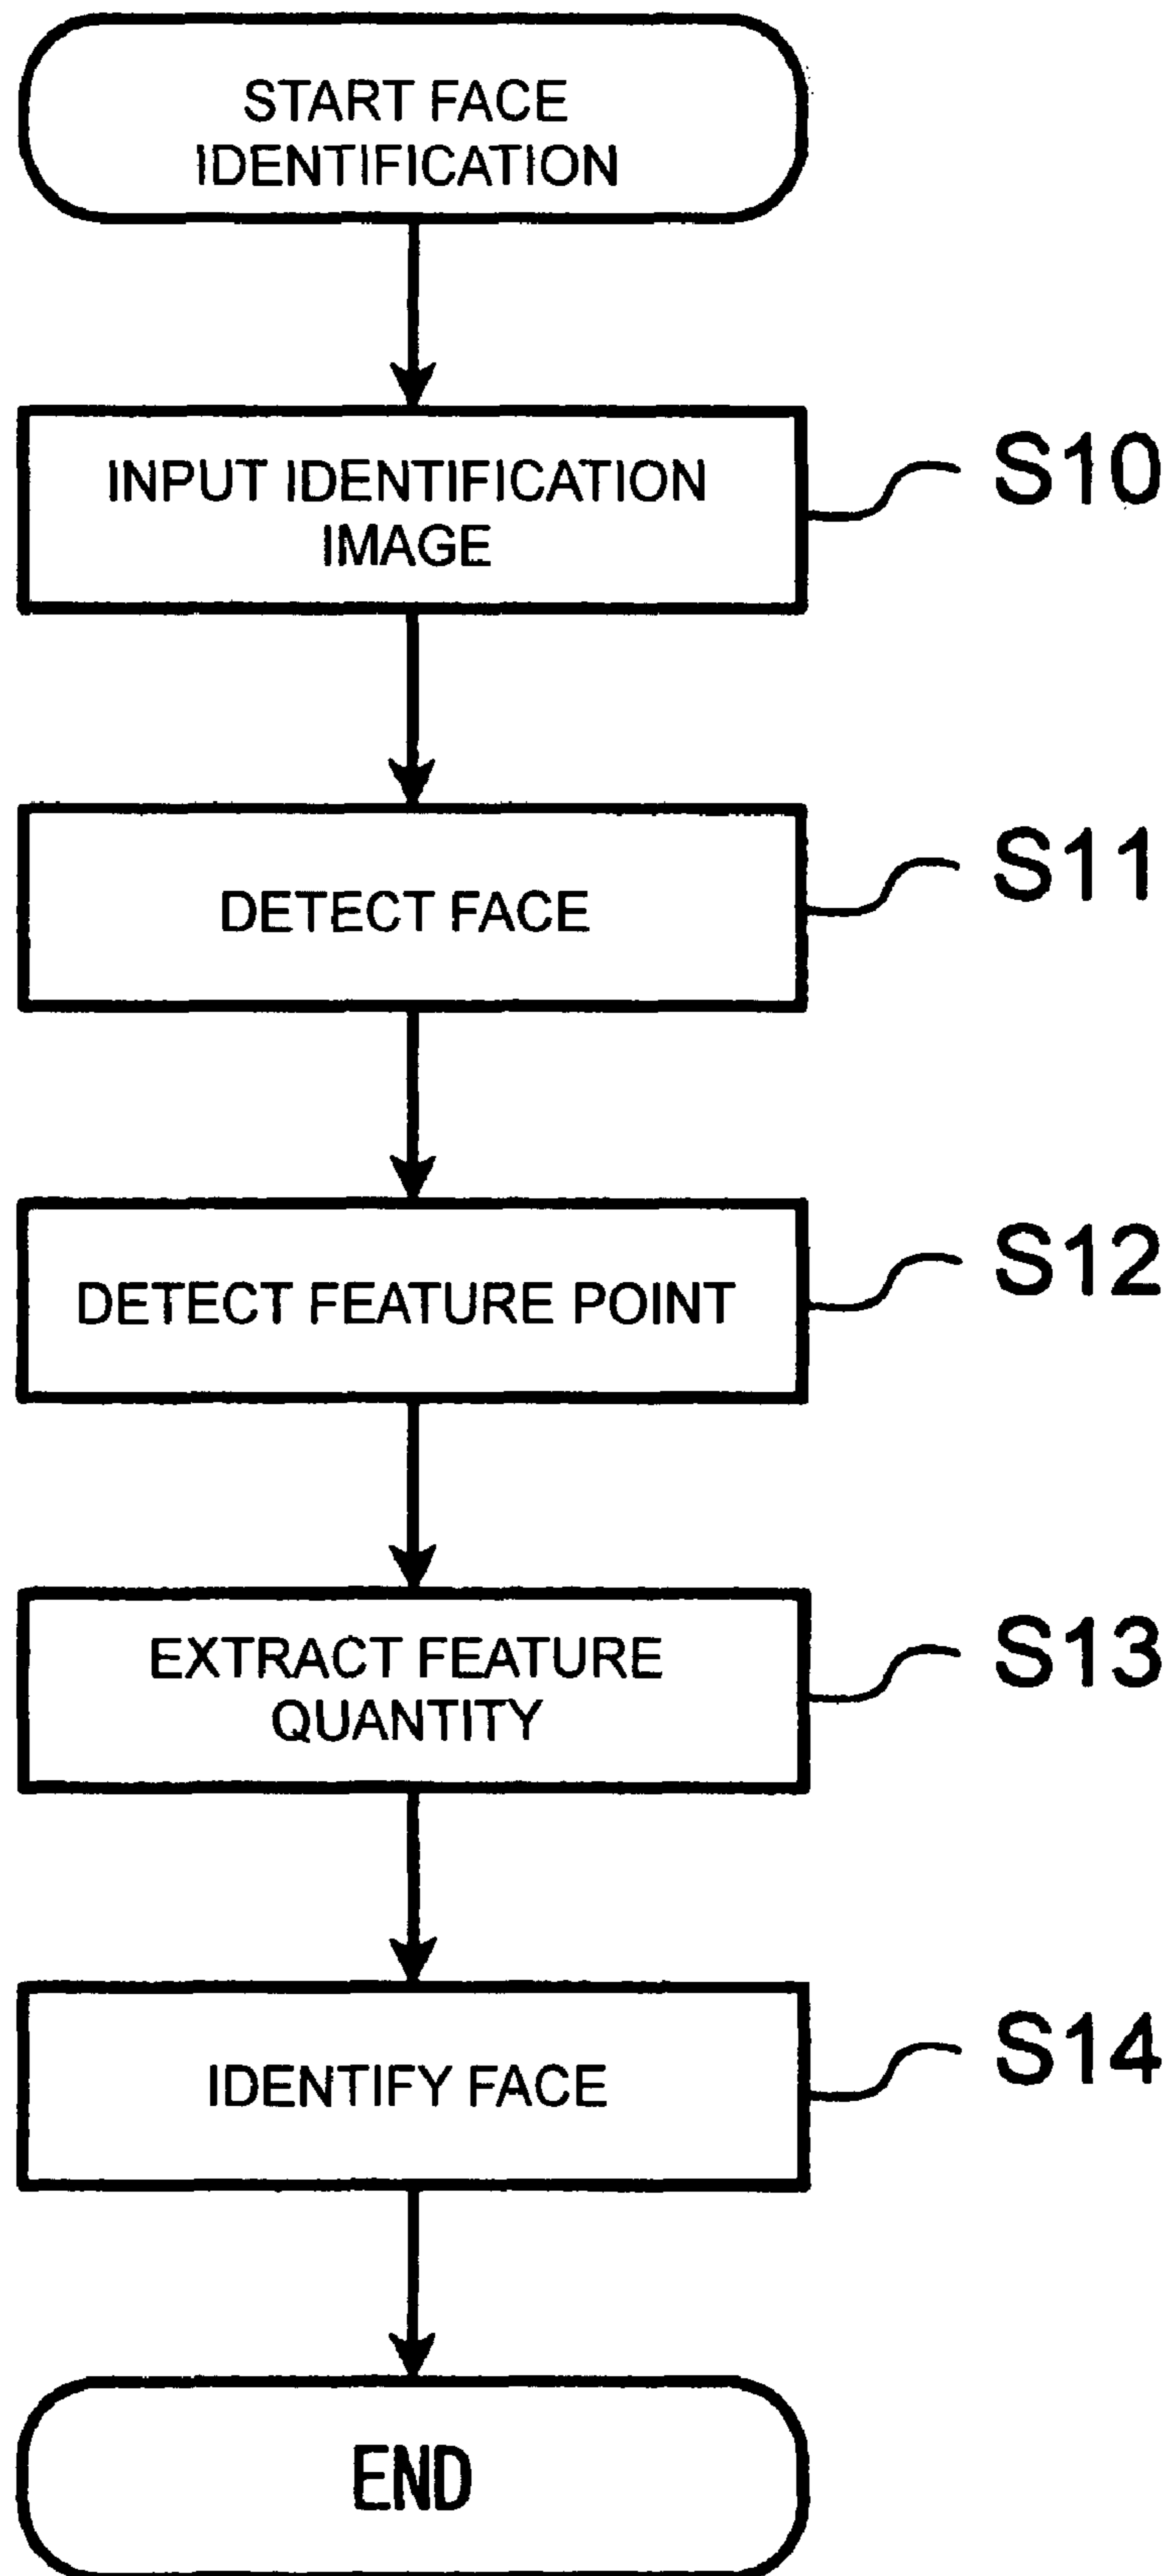 START FACE
IDENTIFICATION
INPUT IDENTIFICATION
IMAGE
S10
DETECT FACE
S11
DETECT FEATURE POINT
S12
EXTRACT FEATURE
QUANTITY
S13
IDENTIFY FACE
S14
END